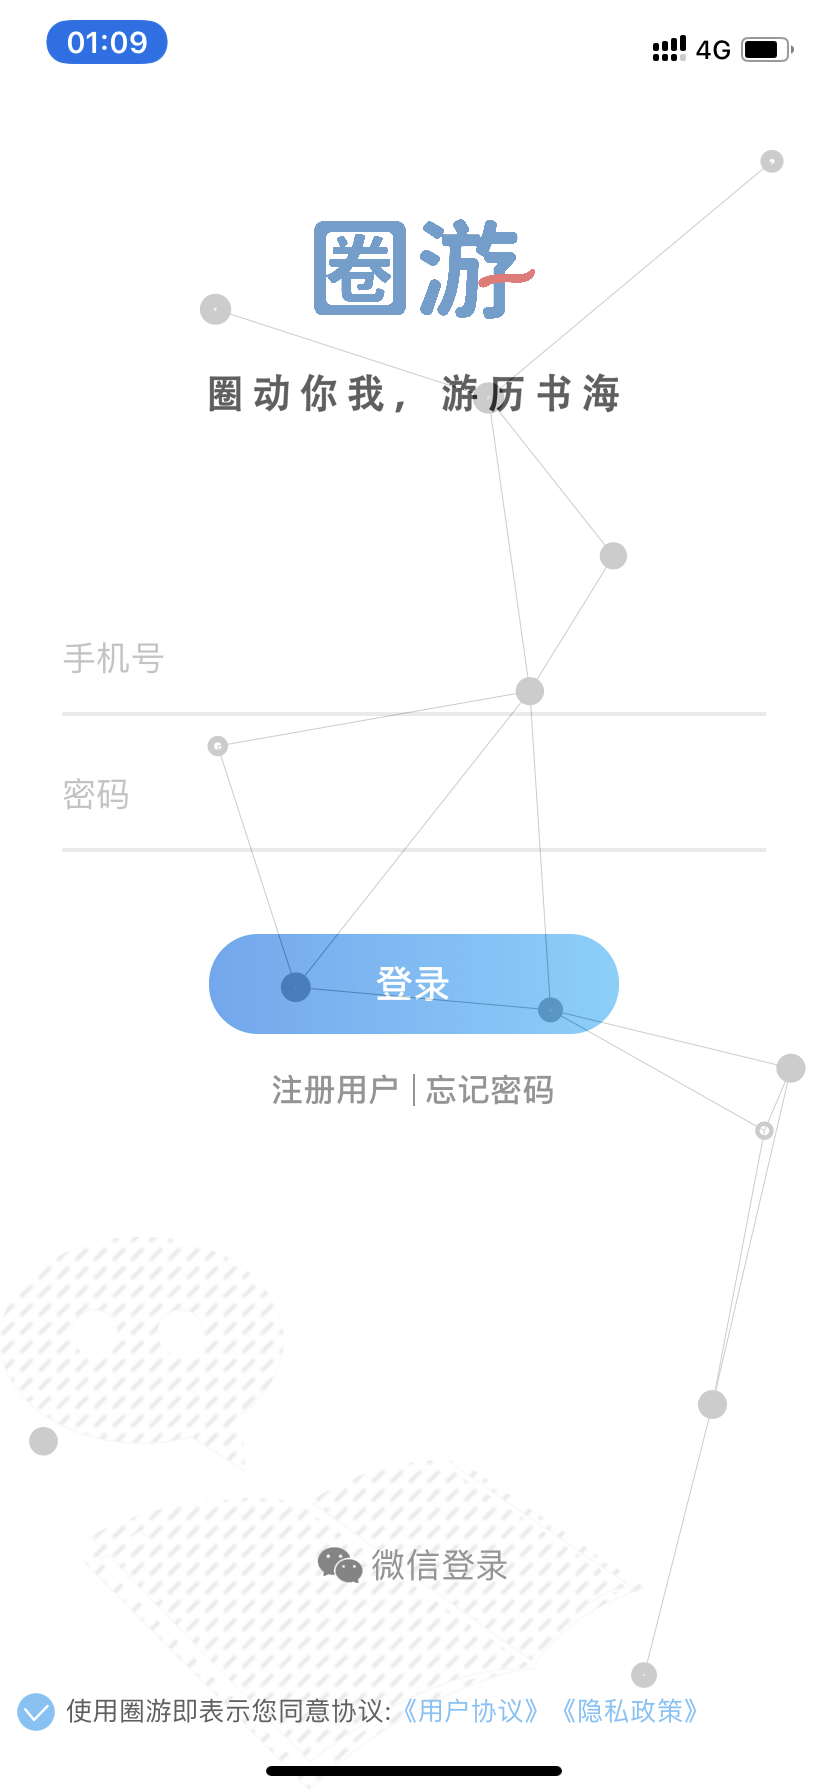 01:09
4G
圈游
圈动你我，游历书海
手机号
密码
登录
注册用户 | 忘记密码
微信登录
使用圈游即表示您同意协议:《用户协议》《隐私政策》